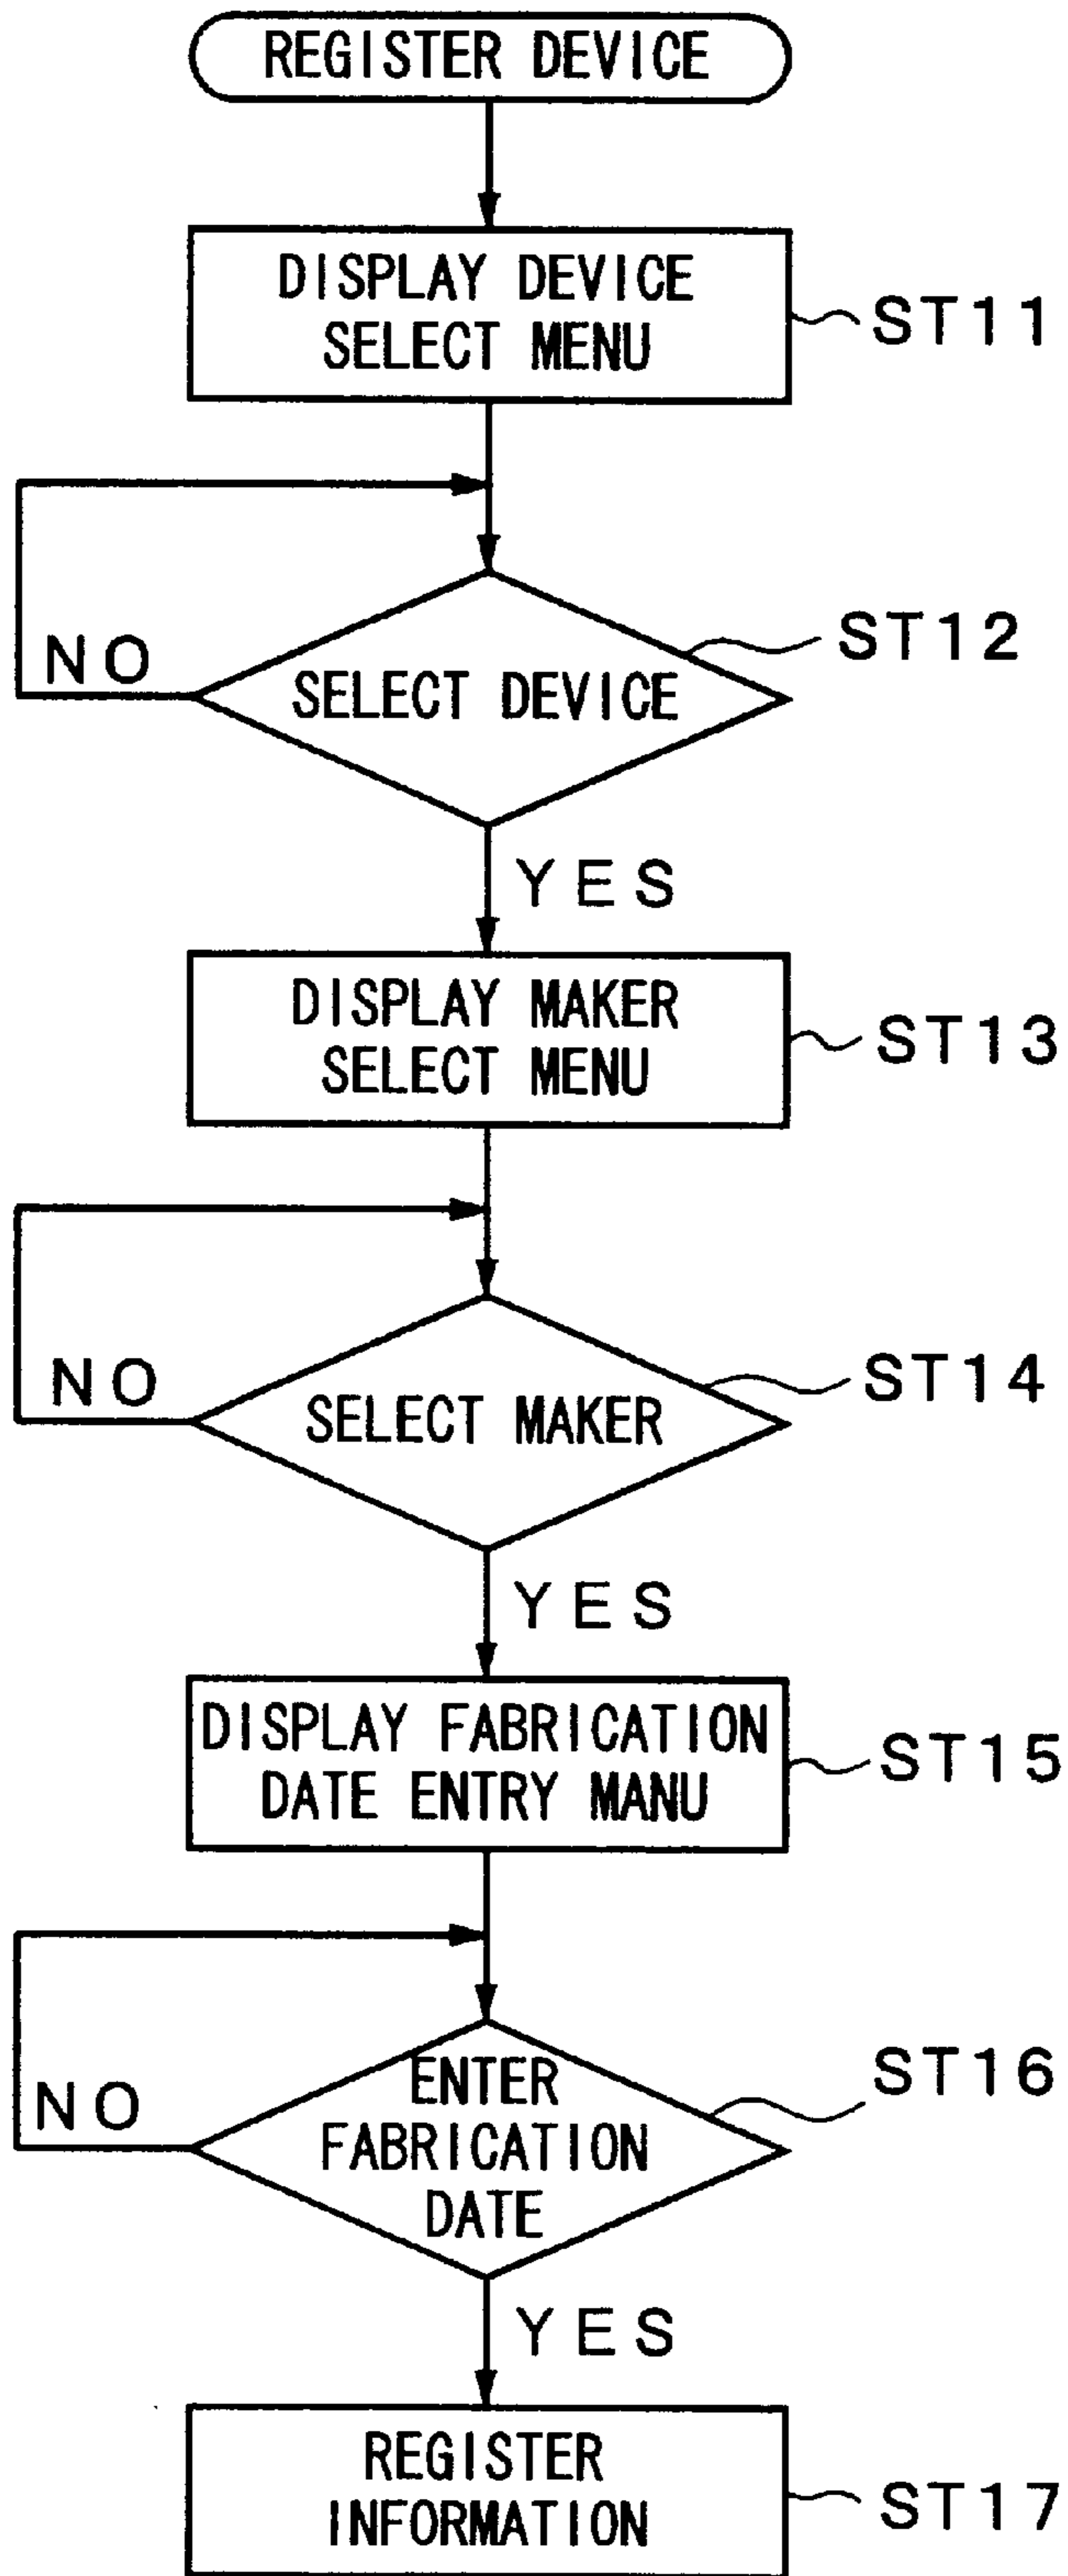 REGISTER DEVICE
DISPLAY DEVICE
SELECT MENU
ST11
NO
SELECT DEVICE
ST12
YES
DISPLAY MAKER
SELECT MENU
ST13
NO
SELECT MAKER
ST14
YES
DISPLAY FABRICATION
DATE ENTRY MANU
ST15
NO
ENTER
FABRICATION
DATE
ST16
YES
REGISTER
INFORMATION
ST17